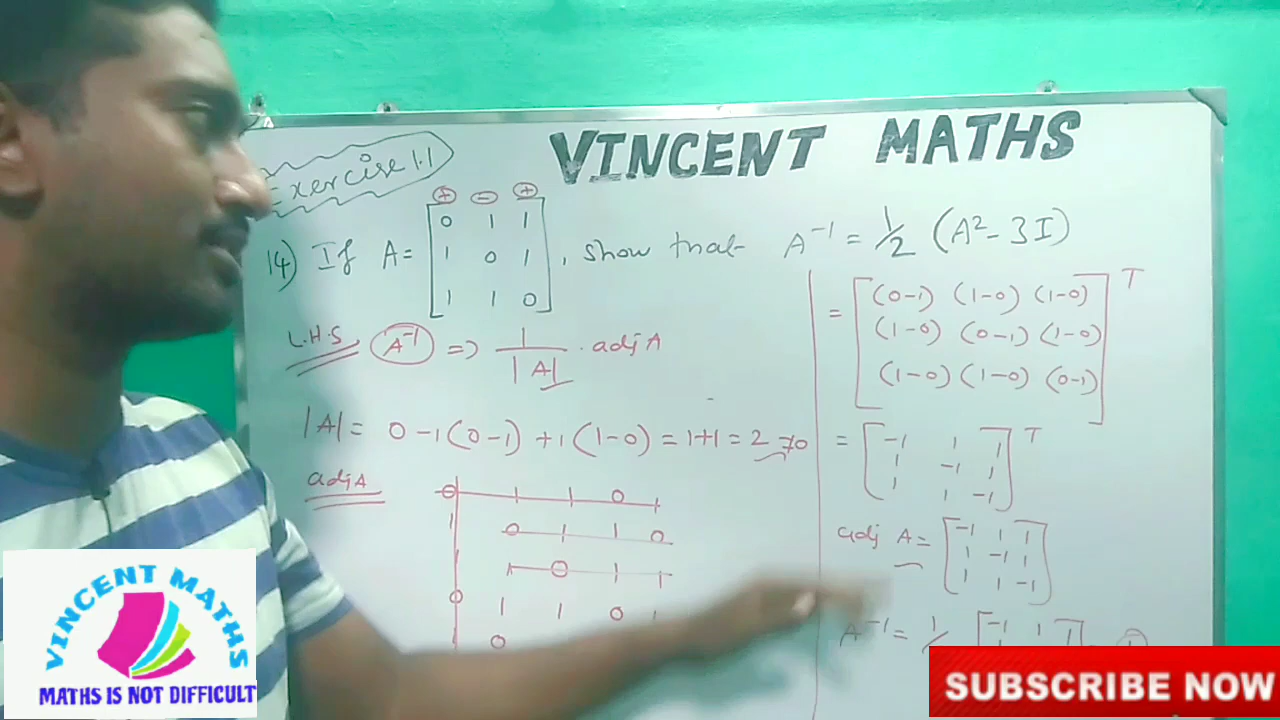 VINCENT MATHS
Exercise 1.1
⊕ ⊖ ⊕
14) If A = [0 1 1; 1 0 1; 1 1 0], show that A⁻¹ = 1/2 (A² - 3I)
L.H.S A⁻¹ => 1/|A| . adj A
|A| = 0 - 1(0-1) + 1(1-0) = 1+1 = 2 ≠0
adj A
= [(0-1) (1-0) (1-0); (1-0) (0-1) (1-0); (1-0) (1-0) (0-1)] T
= [-1 1 1; 1 -1 1; 1 1 -1] T
adj A = [-1 1 1; 1 -1 1; 1 1 -1]
A⁻¹ = 1/ [-1 1 1
VINCENT MATHS
MATHS IS NOT DIFFICULT
SUBSCRIBE NOW